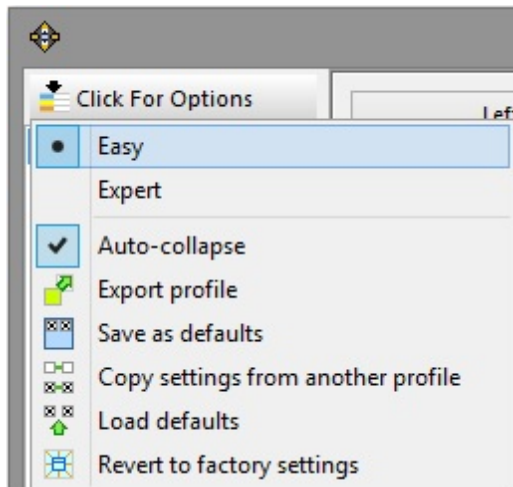 Click For Options
Left
Easy
Expert
Auto-collapse
Export profile
Save as defaults
Copy settings from another profile
Load defaults
Revert to factory settings